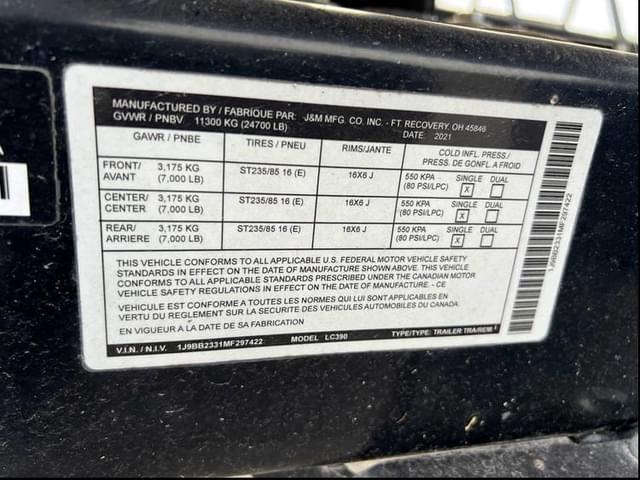 MANUFACTURED BY / FABRIQUE PAR: J&M MFG. CO. INC. - FT. RECOVERY, OH 45846
GVWR / PNBV 11300 KG (24700 LB) DATE: 2021
GAWR / PNBE TIRES / PNEU RIMS/JANTE COLD INFL. PRESS./
PRESS. DE GONFL. A FROID
FRONT/ 3,175 KG ST235/85 16 (E) 16X6 J 550 KPA SINGLE DUAL
AVANT (7,000 LB) (80 PSI/LPC) X
CENTER/ 3,175 KG ST235/85 16 (E) 16X6 J 550 KPA SINGLE DUAL
CENTER (7,000 LB) (80 PSI/LPC) X
REAR/ 3,175 KG ST235/85 16 (E) 16X6 J 550 KPA SINGLE DUAL
ARRIERE (7,000 LB) (80 PSI/LPC) X
THIS VEHICLE CONFORMS TO ALL APPLICABLE U.S. FEDERAL MOTOR VEHICLE SAFETY
STANDARDS IN EFFECT ON THE DATE OF MANUFACTURE SHOWN ABOVE. THIS VEHICLE
CONFORMS TO ALL APPLICABLE STANDARDS PRESCRIBED UNDER THE CANADIAN MOTOR
VEHICLE SAFETY REGULATIONS IN EFFECT ON THE DATE OF MANUFACTURE - CE
VEHICULE EST CONFORME A TOUTES LES NORMES QUI LUI SONT APPLICABLES EN
VERTU DU REGLEMENT SUR LA SECURITE DES VEHICULES AUTOMOBILES DU CANADA
EN VIGUEUR A LA DATE DE SA FABRICATION
V.I.N. / N.I.V. 1J9BB2331MF297422 MODEL LC390 TYPE/TYPE: TRAILER TRA/REM
1J9BB2331MF297422